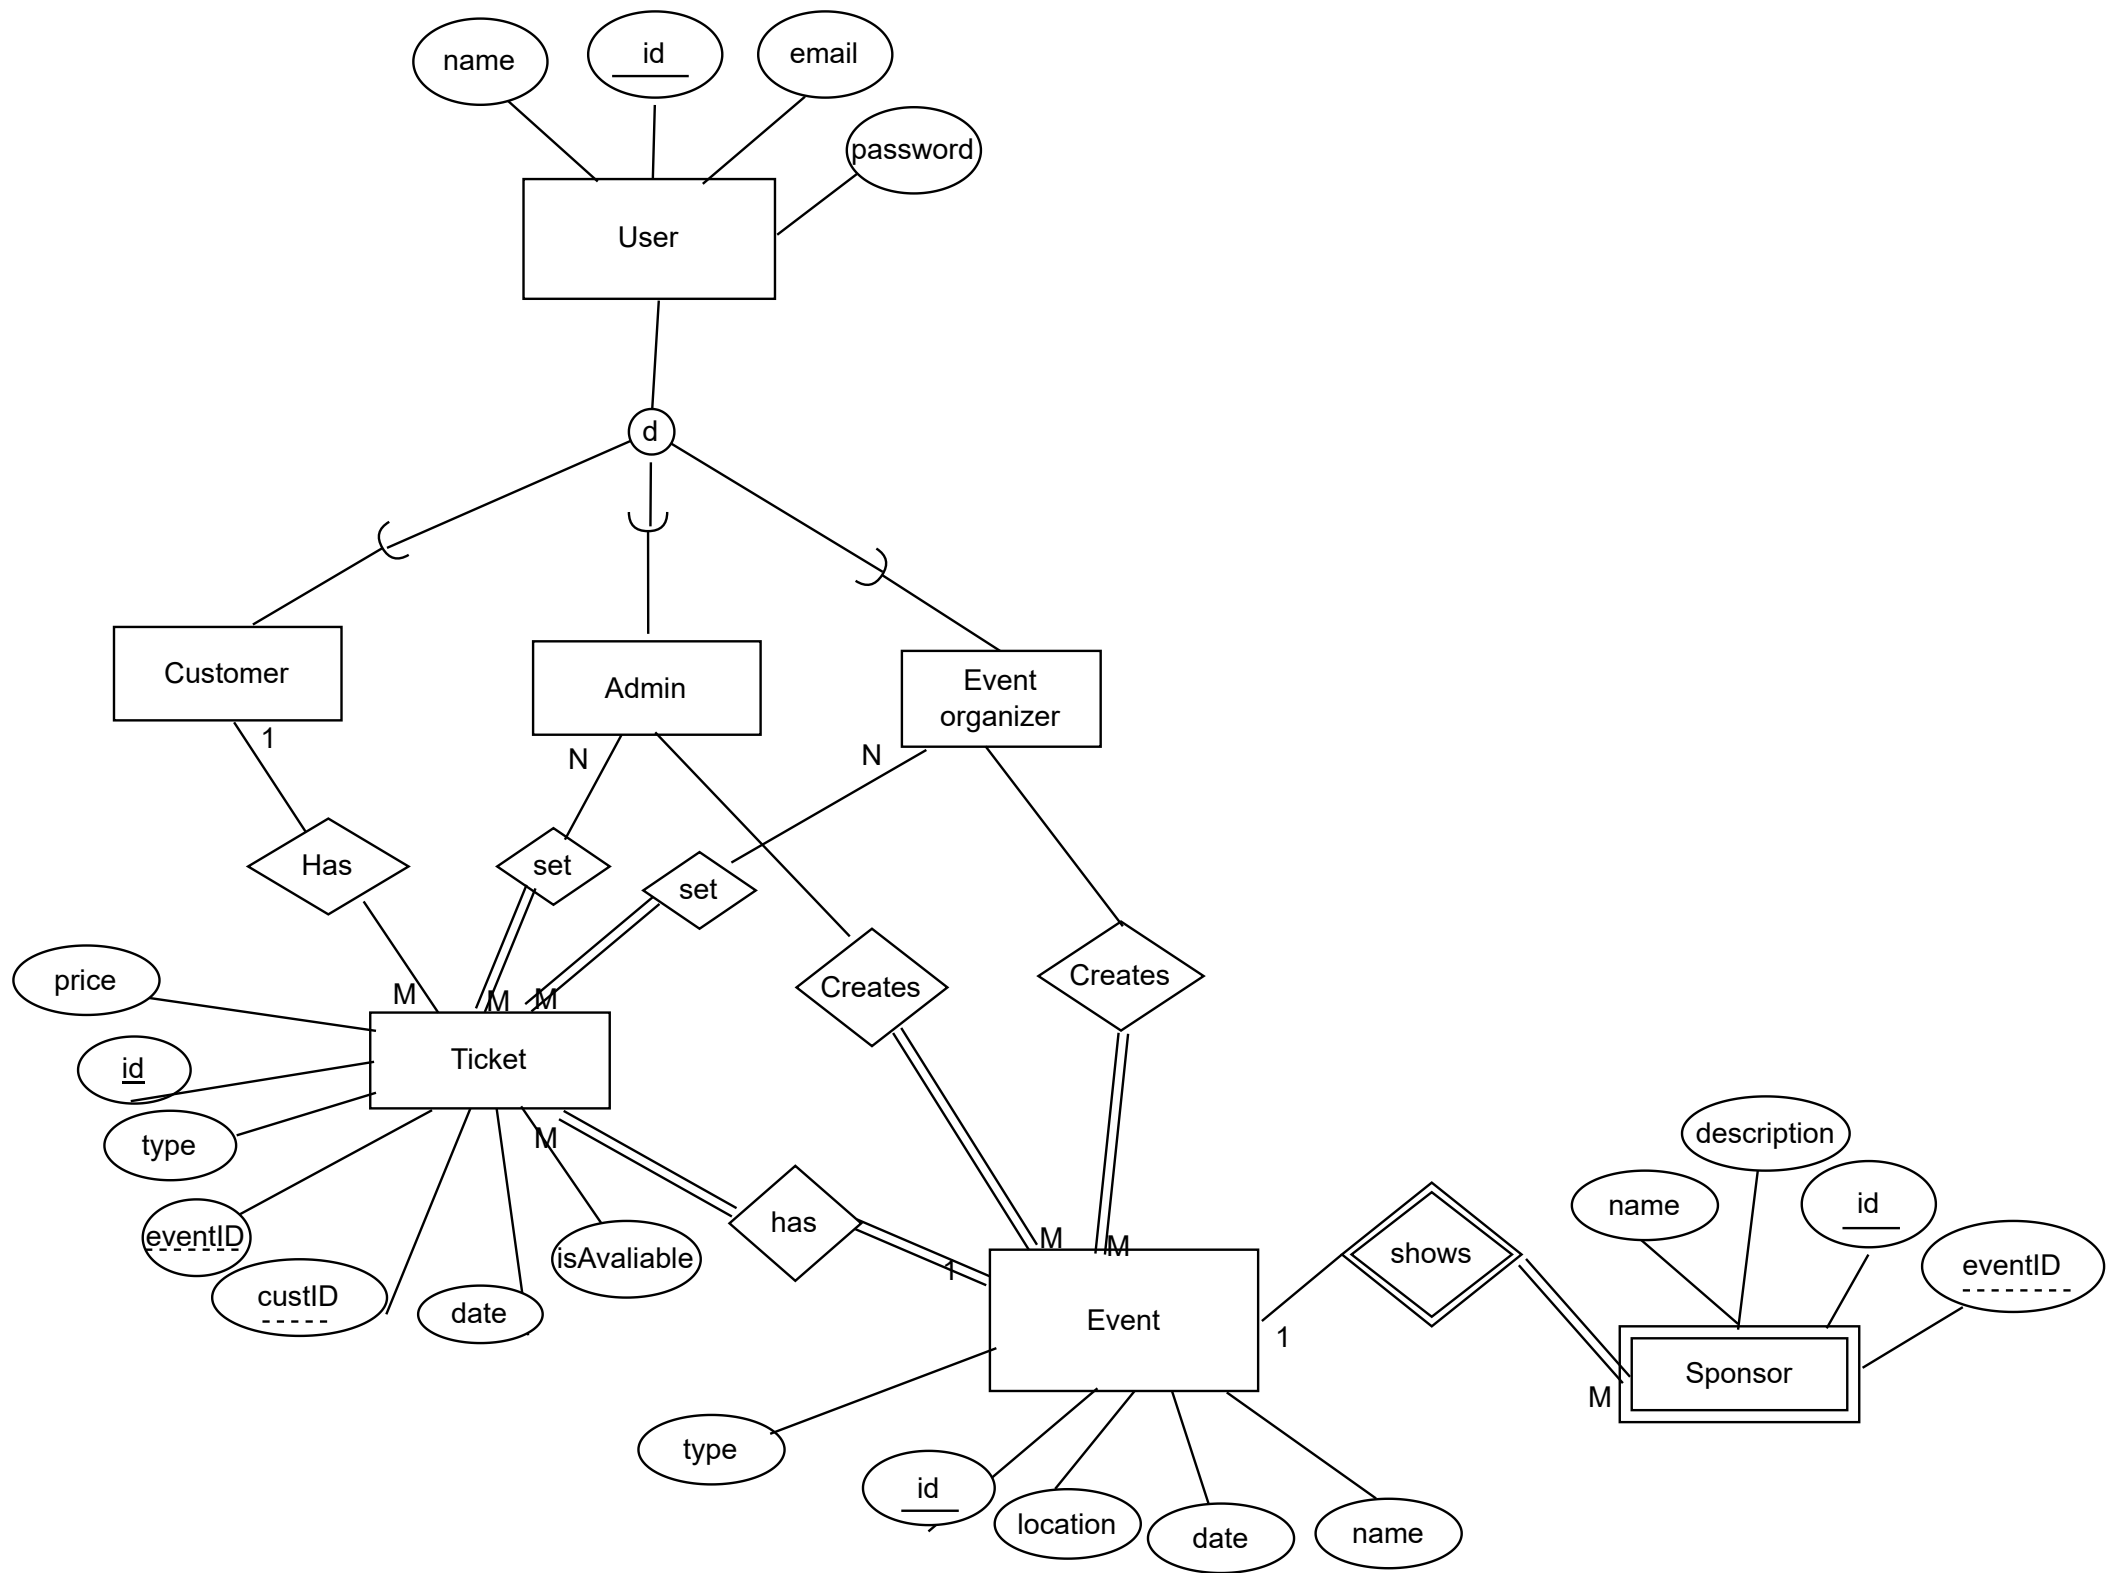 name
id
email
password
User
d
Customer
Admin
Event
organizer
1
N
N
Has
set
set
Creates
Creates
price
M
M
M
id
Ticket
type
M
eventID
isAvaliable
custID
date
has
1
M
M
Event
shows
1
description
name
id
eventID
Sponsor
M
type
id
location
date
name